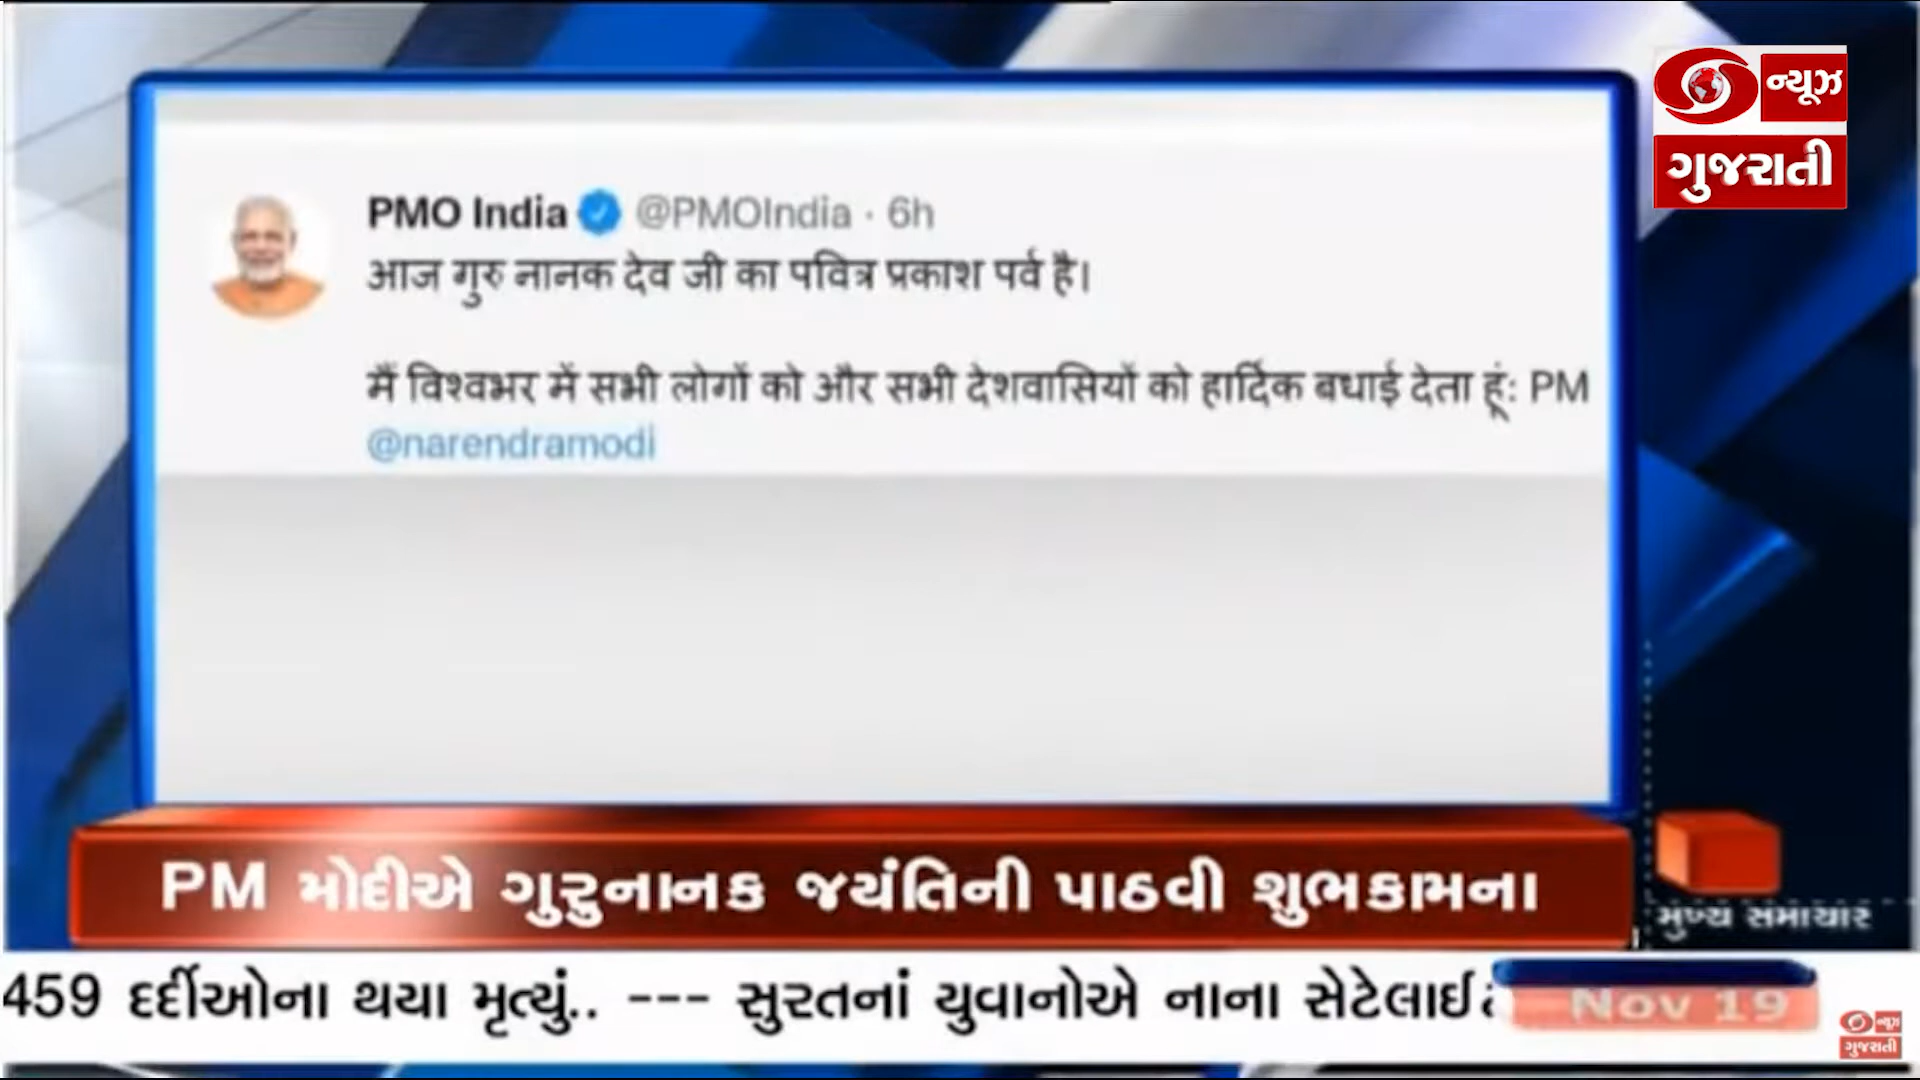 ન્યૂઝ
ગુજરાતી
PMO India @PMOIndia · 6h
आज गुरु नानक देव जी का पवित्र प्रकाश पर्व है।
मैं विश्वभर में सभी लोगों को और सभी देशवासियों को हार्दिक बधाई देता हूं: PM
@narendramodi
PM મોદીએ ગુરુનાનક જયંતિની પાઠવી શુભકામના
મુખ્ય સમાચાર
459 દર્દીઓના થયા મૃત્યું.. --- સુરતનાં યુવાનોએ નાના સેટેલાઈટ
Nov 19
ન્યૂઝ
ગુજરાતી